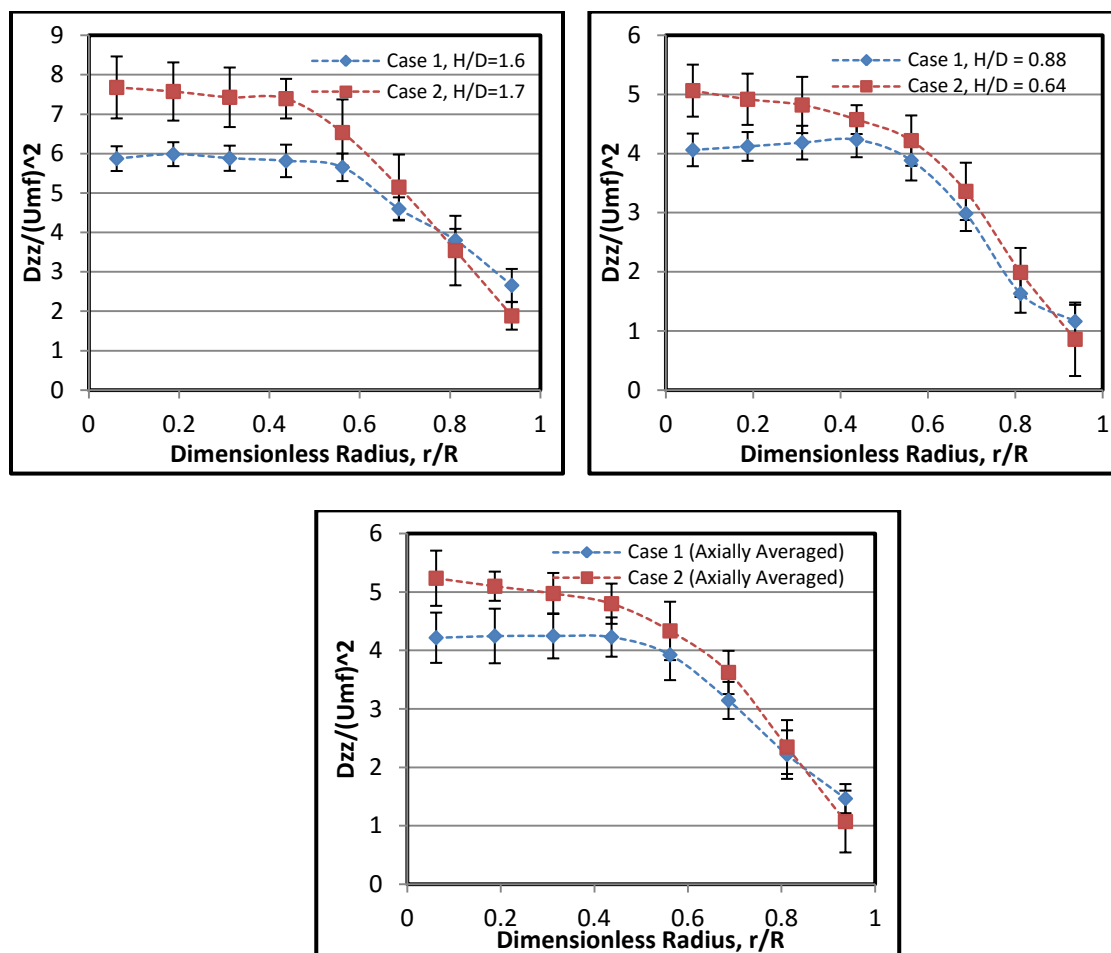 Dzz/(Umf)^2
9
8
7
6
5
4
3
2
1
0
Case 1, H/D=1.6
Case 2, H/D=1.7
0 0.2 0.4 0.6 0.8 1
Dimensionless Radius, r/R
Dzz/(Umf)^2
6
5
4
3
2
1
0
Case 1, H/D = 0.88
Case 2, H/D = 0.64
0 0.2 0.4 0.6 0.8 1
Dimensionless Radius, r/R
Dzz/(Umf)^2
6
5
4
3
2
1
0
Case 1 (Axially Averaged)
Case 2 (Axially Averaged)
0 0.2 0.4 0.6 0.8 1
Dimensionless Radius, r/R